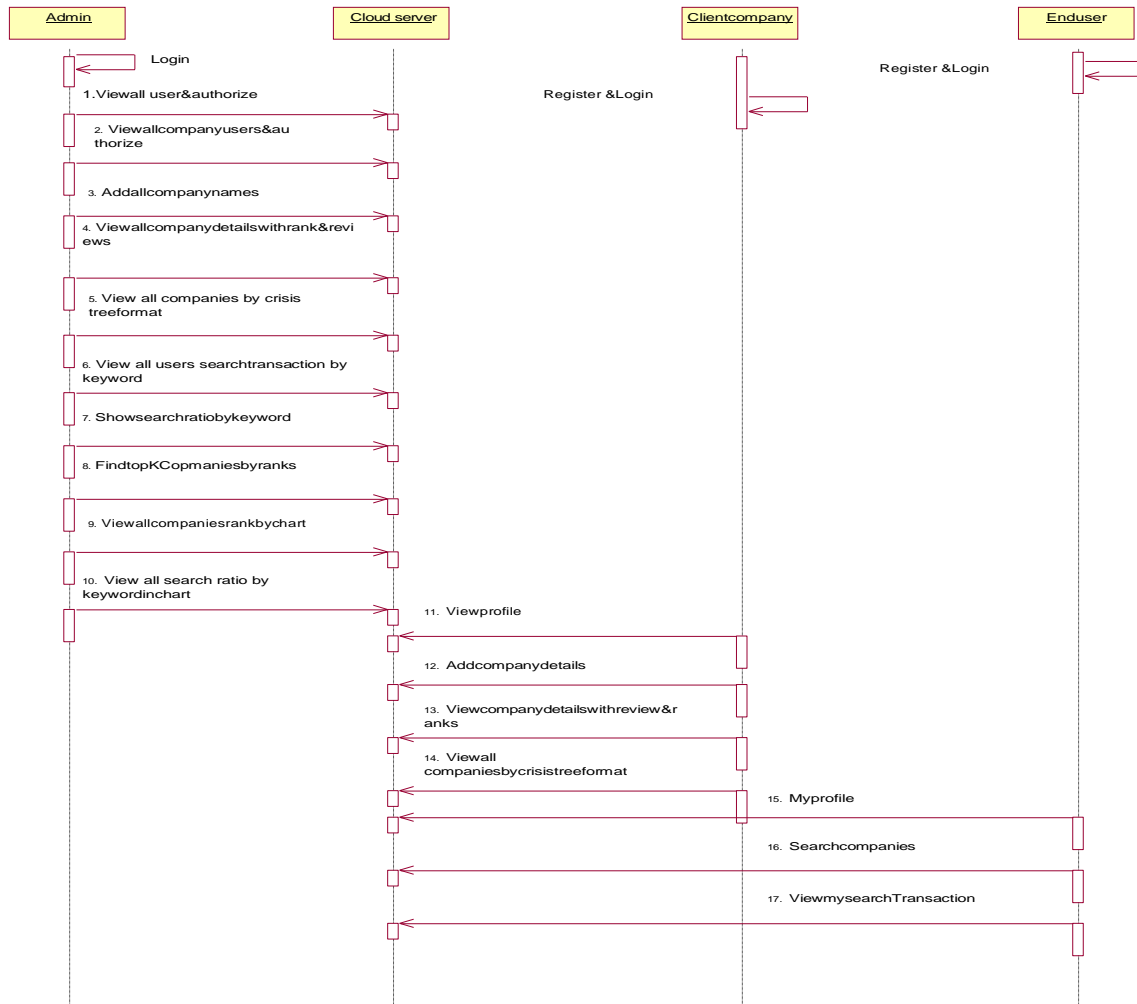 Admin
Cloud server
Clientcompany
Enduser
Login
Register &Login
Register &Login
1.Viewall user&authorize
2. Viewallcompanyusers&au
thorize
3. Addallcompanynames
4. Viewallcompanydetailswithrank&revi
ews
5. View all companies by crisis
treeformat
6. View all users searchtransaction by
keyword
7. Showsearchratiobykeyword
8. FindtopKCopmaniesbyranks
9. Viewallcompaniesrankbychart
10. View all search ratio by
keywordinchart
11. Viewprofile
12. Addcompanydetails
13. Viewcompanydetailswithreview&r
anks
14. Viewall
companiesbycrisistreeformat
15. Myprofile
16. Searchcompanies
17. ViewmysearchTransaction